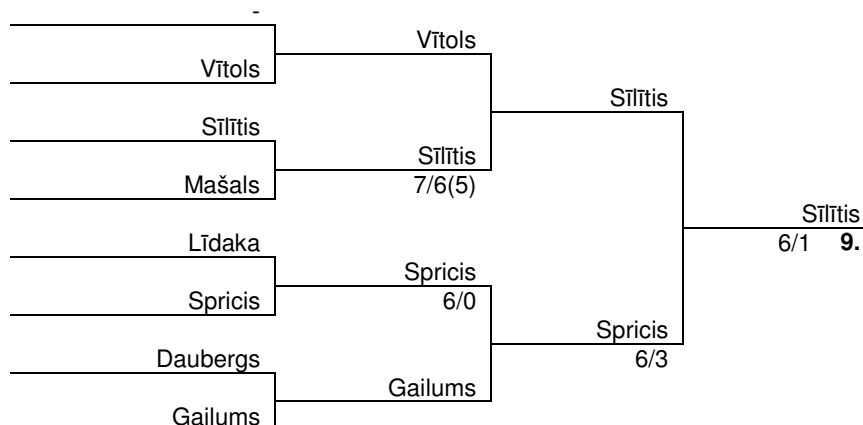 -
Vītols
Vītols
Sīlītis
Sīlītis
Sīlītis
7/6(5)
Mašals
Sīlītis
6/1 9.
Līdaka
Spricis
6/0
Spricis
Spricis
6/3
Daubergs
Gailums
Gailums